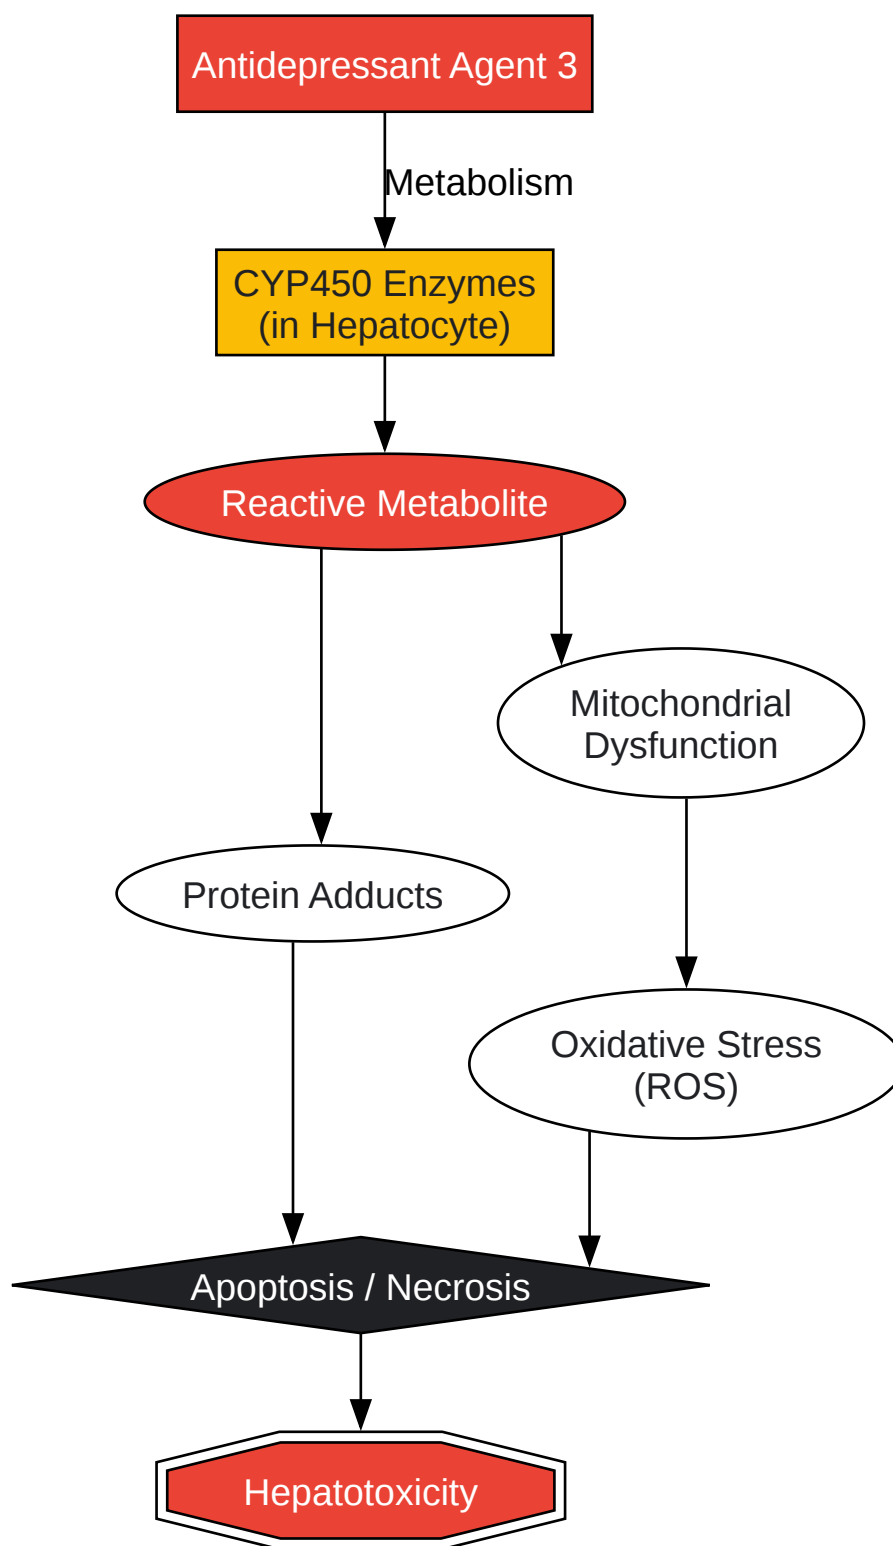 Antidepressant Agent 3
Metabolism
CYP450 Enzymes
(in Hepatocyte)
Reactive Metabolite
Mitochondrial
Dysfunction
Protein Adducts
Oxidative Stress
(ROS)
Apoptosis / Necrosis
Hepatotoxicity